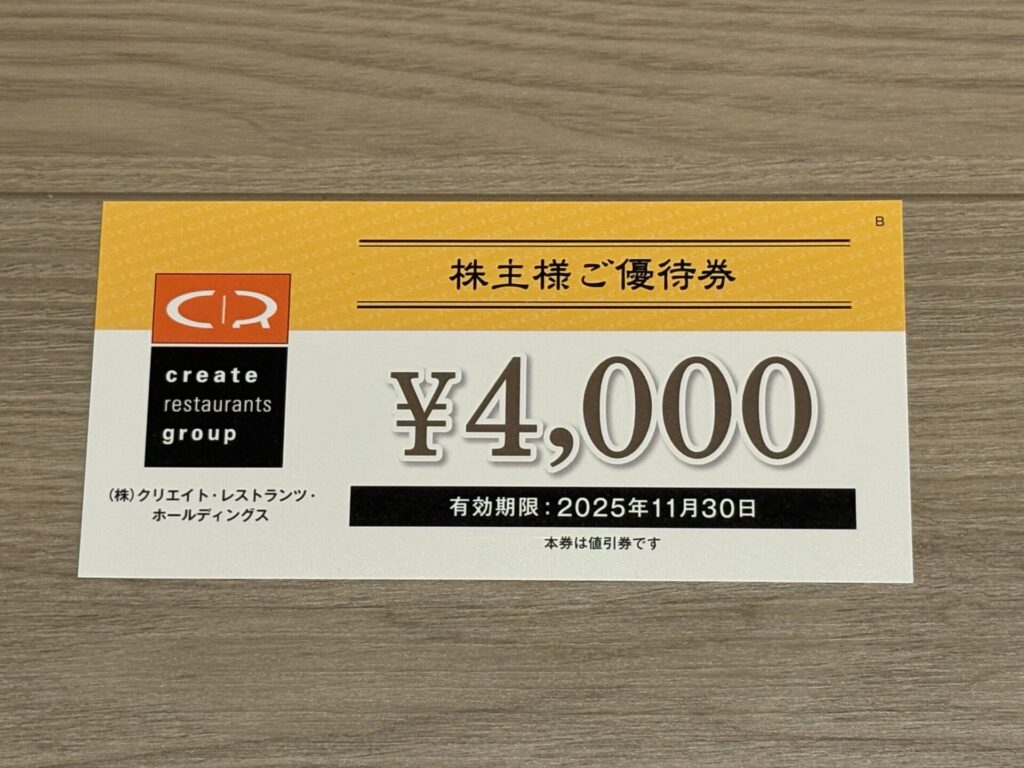 B
株主様ご優待券
CR
create
restaurants
group
¥4,000
(株)クリエイト・レストランツ・
ホールディングス
有効期限：2025年11月30日
本券は値引券です